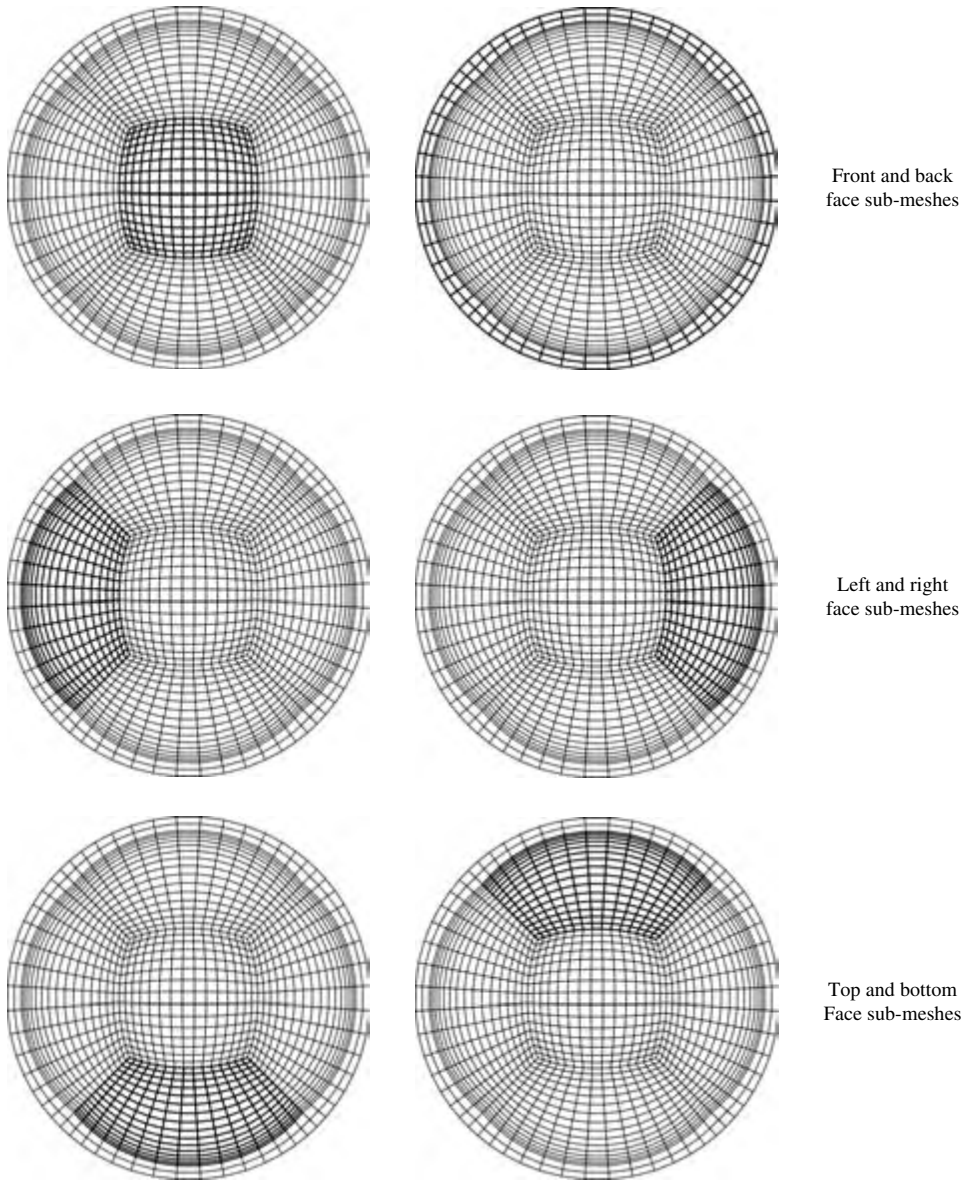 Front and back
face sub-meshes
Left and right
face sub-meshes
Top and bottom
Face sub-meshes